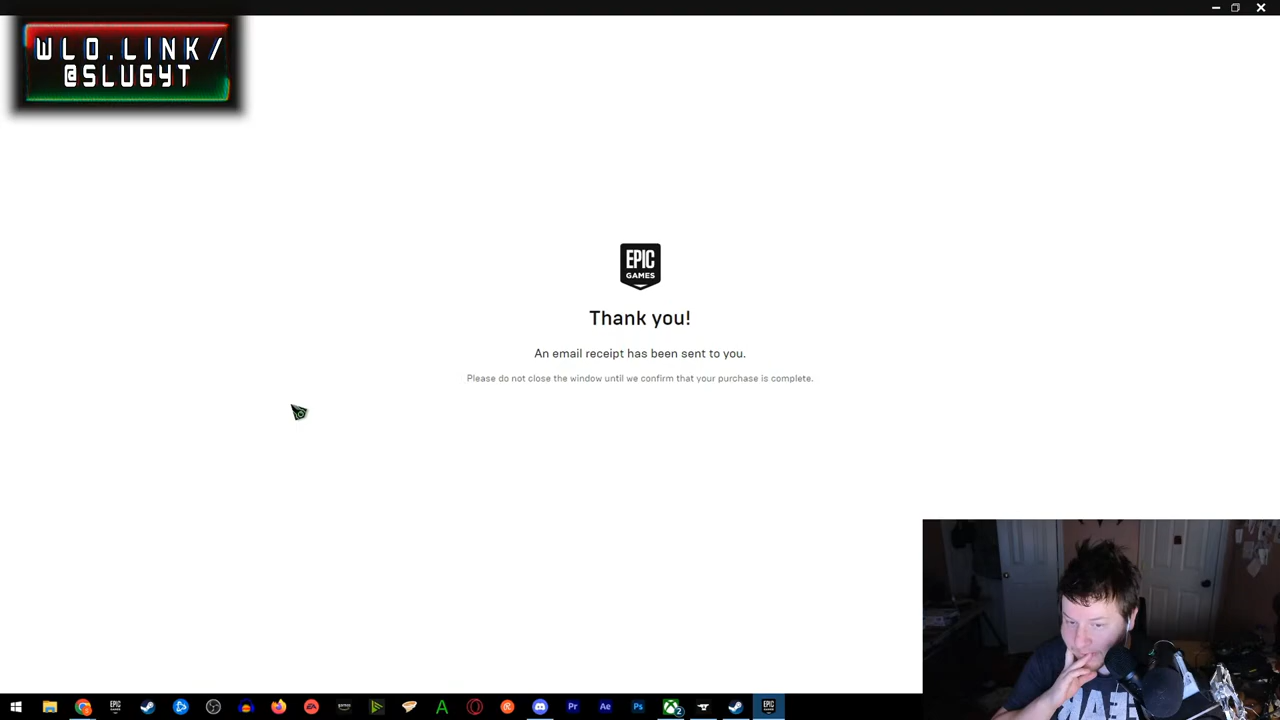 WLO.LINK/
@SLUGYT
EPIC
GAMES
Thank you!
An email receipt has been sent to you.
Please do not close the window until we confirm that your purchase is complete.